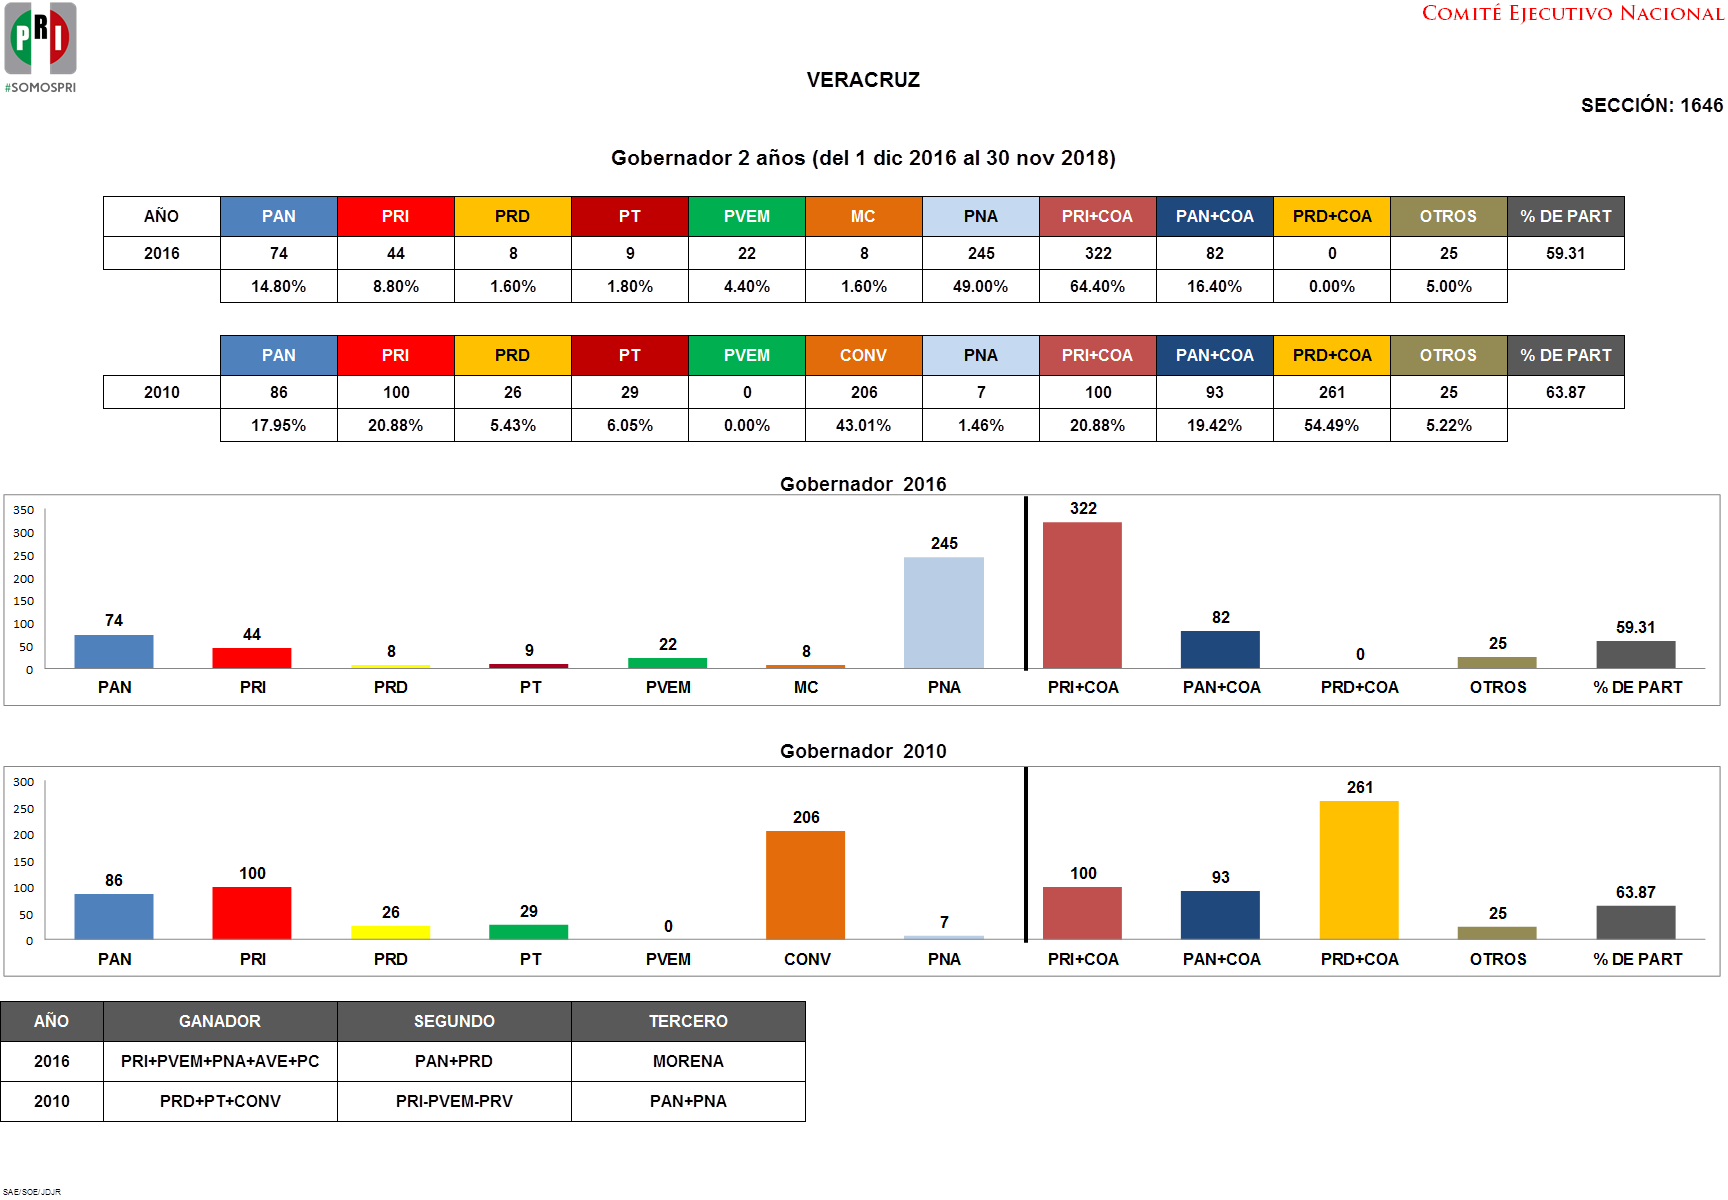 COMITÉ EJECUTIVO NACIONAL
PRI
#SOMOSPRI
VERACRUZ
SECCIÓN: 1646
Gobernador 2 años (del 1 dic 2016 al 30 nov 2018)
AÑO PAN PRI PRD PT PVEM MC PNA PRI+COA PAN+COA PRD+COA OTROS % DE PART
2016 74 44 8 9 22 8 245 322 82 0 25 59.31
14.80% 8.80% 1.60% 1.80% 4.40% 1.60% 49.00% 64.40% 16.40% 0.00% 5.00%
PAN PRI PRD PT PVEM CONV PNA PRI+COA PAN+COA PRD+COA OTROS % DE PART
2010 86 100 26 29 0 206 7 100 93 261 25 63.87
17.95% 20.88% 5.43% 6.05% 0.00% 43.01% 1.46% 20.88% 19.42% 54.49% 5.22%
Gobernador 2016
350
300
250
200
150
100
50
0
74 44 8 9 22 8 245 322 82 0 25 59.31
PAN PRI PRD PT PVEM MC PNA PRI+COA PAN+COA PRD+COA OTROS % DE PART
Gobernador 2010
300
250
200
150
100
50
0
86 100 26 29 0 206 7 100 93 261 25 63.87
PAN PRI PRD PT PVEM CONV PNA PRI+COA PAN+COA PRD+COA OTROS % DE PART
AÑO GANADOR SEGUNDO TERCERO
2016 PRI+PVEM+PNA+AVE+PC PAN+PRD MORENA
2010 PRD+PT+CONV PRI-PVEM-PRV PAN+PNA
SAE/SOE/JDJR